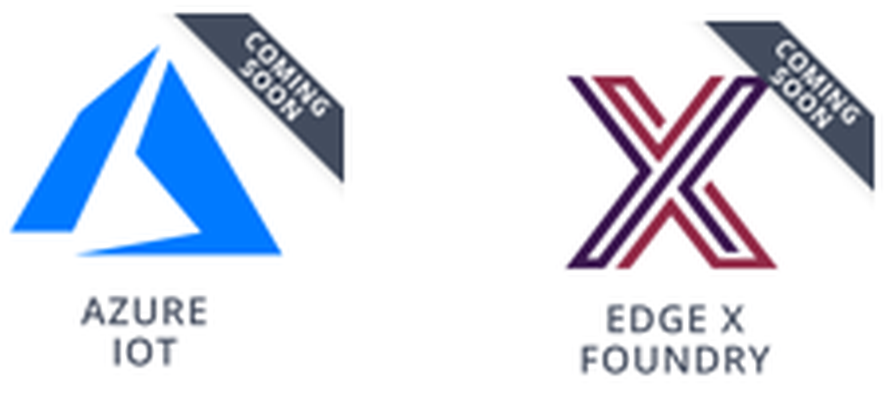 COMING
SOON
AZURE
IOT
COMING
SOON
EDGE X
FOUNDRY